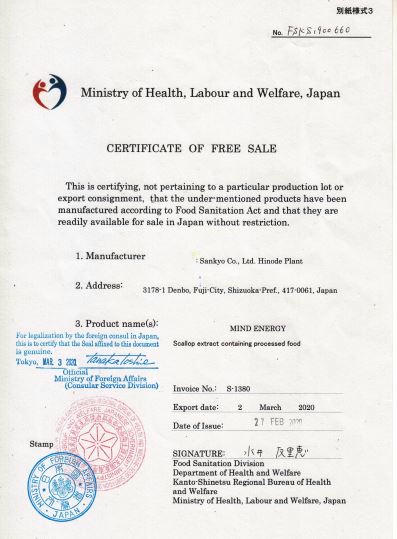 別紙様式3
No. FSKS1900660
Ministry of Health, Labour and Welfare, Japan
CERTIFICATE OF FREE SALE
This is certifying, not pertaining to a particular production lot or
export consignment, that the under-mentioned products have been
manufactured according to Food Sanitation Act and that they are
readily available for sale in Japan without restriction.
1. Manufacturer : Sankyo Co., Ltd. Hinode Plant
2. Address: 3178-1 Denbo, Fuji-City, Shizuoka-Pref., 417-0061, Japan
3. Product name(s):
MIND ENERGY
Scallop extract containing processed food
For legalization by the foreign consul in Japan,
this is to certify that the Seal affixed to this document
is genuine.
Tokyo, MAR. 3 2020 Tanaka Toshie
Official
Ministry of Foreign Affairs
(Consular Service Division)
Invoice No.: S-1380
Export date: 2 March 2020
Date of Issue: 27 FEB 2020
Stamp
MINISTRY OF FOREIGN AFFAIRS
JAPAN
SIGNATURE:
Food Sanitation Division
Department of Health and Welfare
Kanto-Shinetsu Regional Bureau of Health
and Welfare
Ministry of Health, Labour and Welfare, Japan